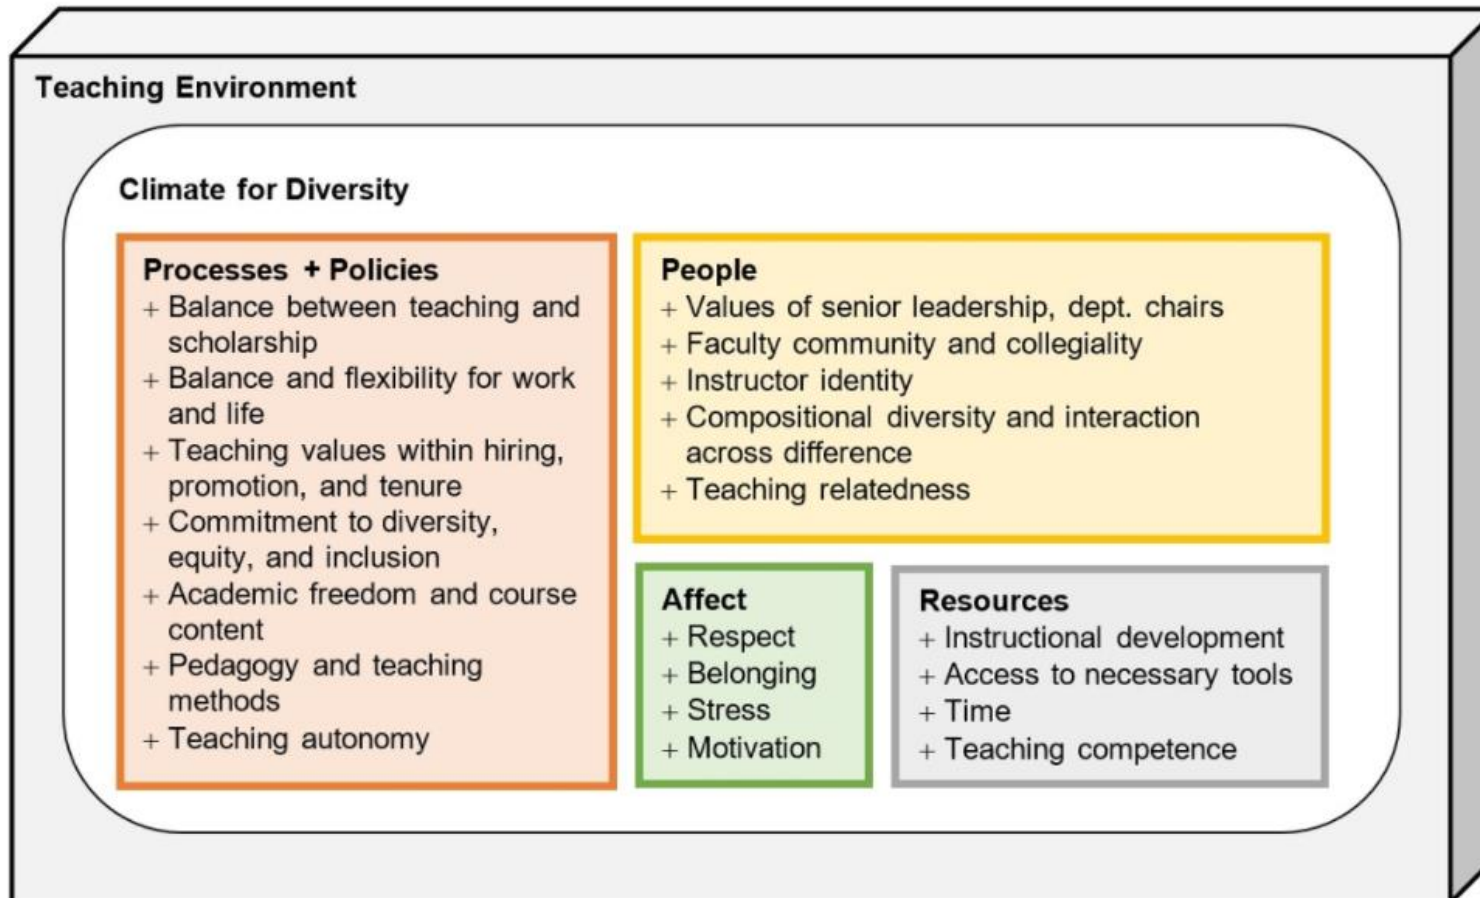 Teaching Environment
Climate for Diversity
Processes + Policies
+ Balance between teaching and
scholarship
+ Balance and flexibility for work
and life
+ Teaching values within hiring,
promotion, and tenure
+ Commitment to diversity,
equity, and inclusion
+ Academic freedom and course
content
+ Pedagogy and teaching
methods
+ Teaching autonomy
People
+ Values of senior leadership, dept. chairs
+ Faculty community and collegiality
+ Instructor identity
+ Compositional diversity and interaction
across difference
+ Teaching relatedness
Affect
+ Respect
+ Belonging
+ Stress
+ Motivation
Resources
+ Instructional development
+ Access to necessary tools
+ Time
+ Teaching competence